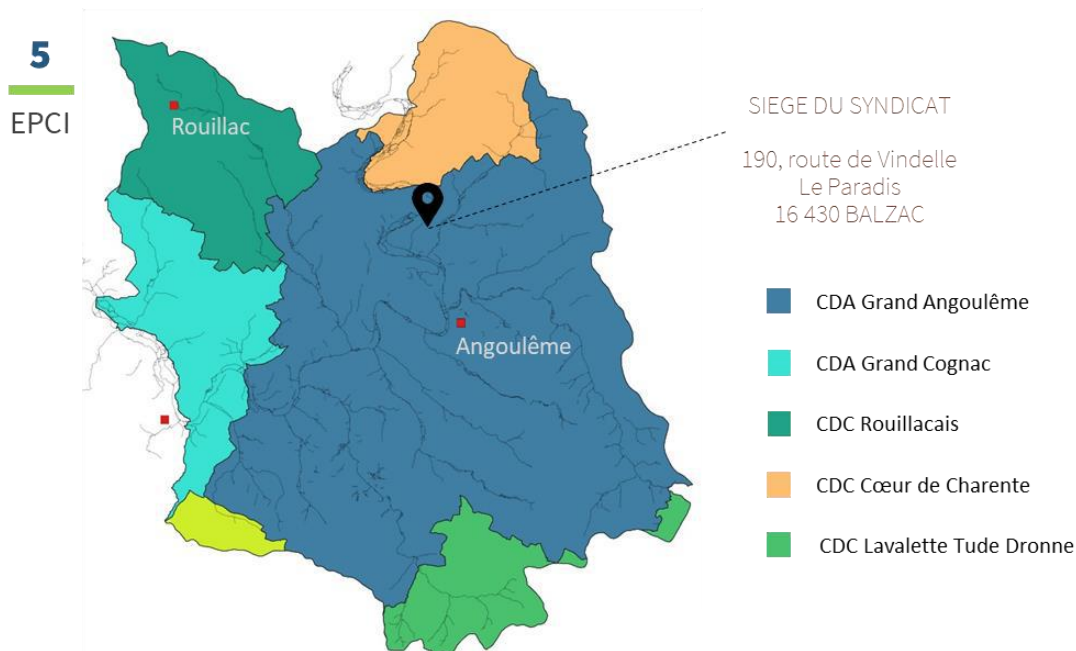 5
EPCI
Rouillac
Angoulême
SIEGE DU SYNDICAT
190, route de Vindelle
Le Paradis
16 430 BALZAC
CDA Grand Angoulême
CDA Grand Cognac
CDC Rouillacais
CDC Cœur de Charente
CDC Lavalette Tude Dronne